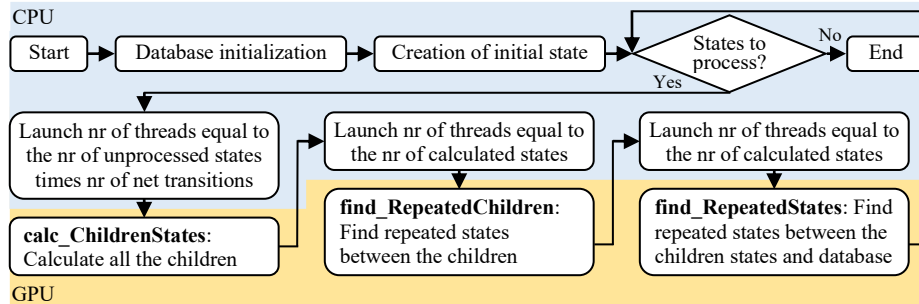 CPU
Start
Database initialization
Creation of initial state
States to
process?
No
End
Yes
Launch nr of threads equal to
the nr of unprocessed states
times nr of net transitions
Launch nr of threads equal to
the nr of calculated states
Launch nr of threads equal to
the nr of calculated states
calc_ChildrenStates:
Calculate all the children
find_RepeatedChildren:
Find repeated states
between the children
find_RepeatedStates: Find
repeated states between the
children states and database
GPU